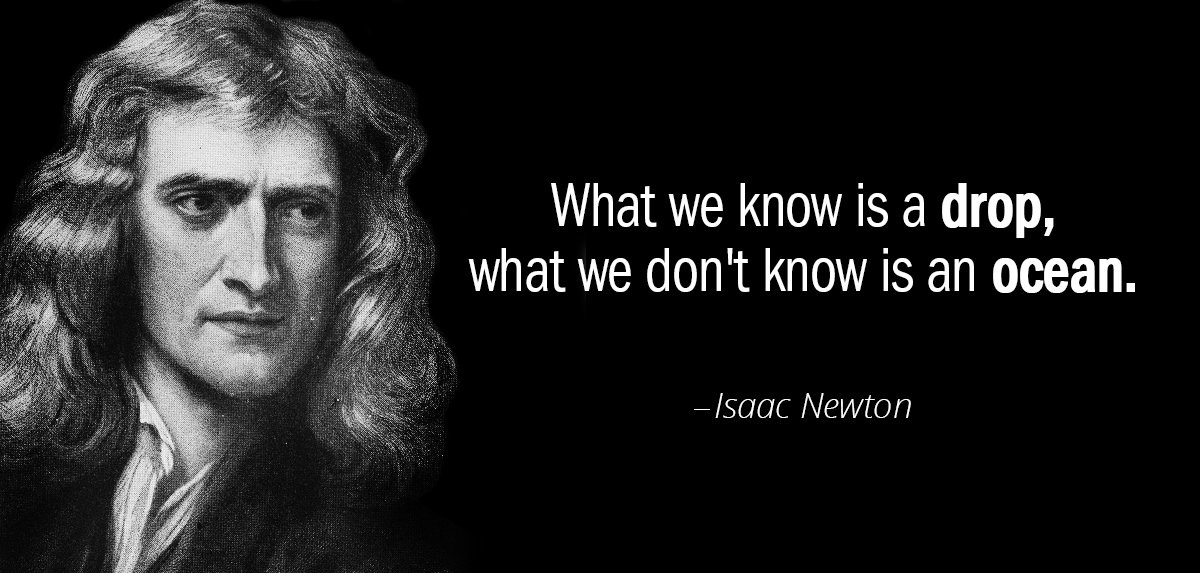 What we know is a drop,
what we don't know is an ocean.
–Isaac Newton